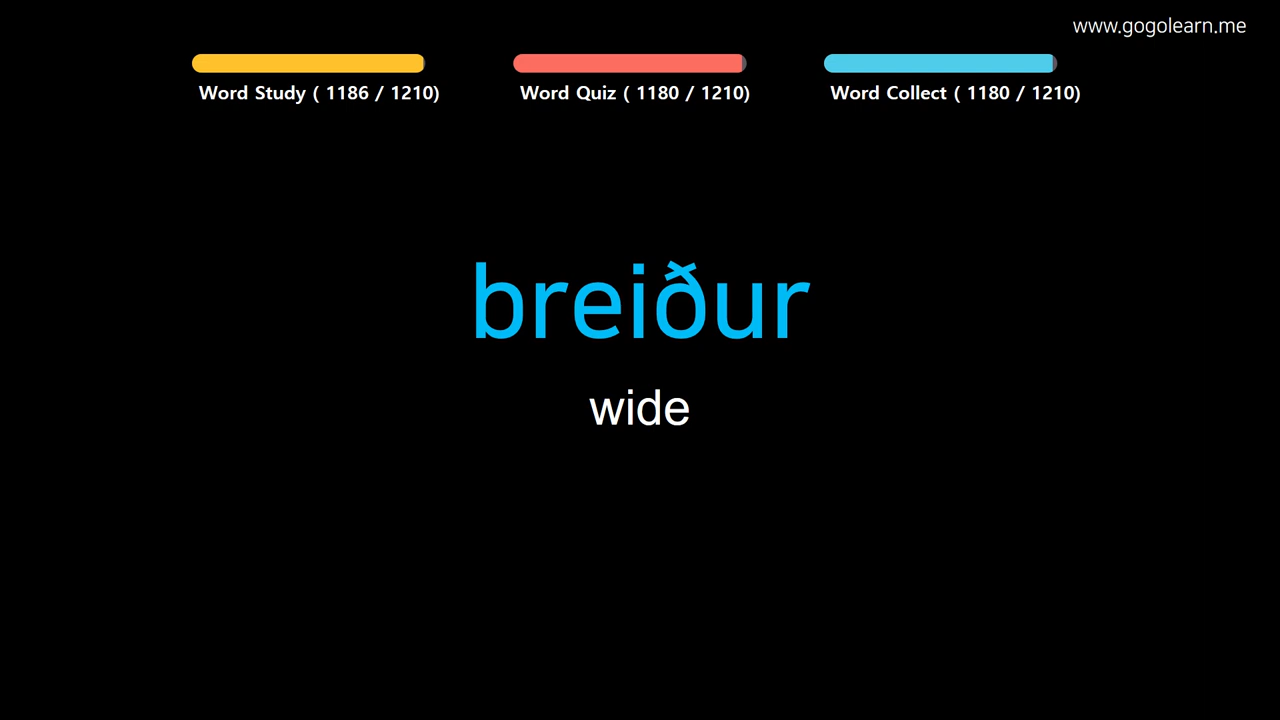 www.gogolearn.me
Word Study ( 1186 / 1210)
Word Quiz ( 1180 / 1210)
Word Collect ( 1180 / 1210)
breiður
wide